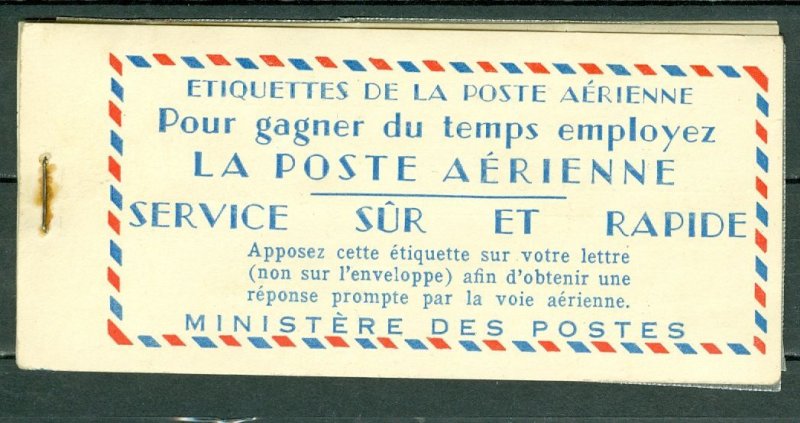 ETIQUETTES DE LA POSTE AÉRIENNE
Pour gagner du temps employez
LA POSTE AÉRIENNE
SERVICE SÛR ET RAPIDE
Apposez cette étiquette sur votre lettre
(non sur l'enveloppe) afin d'obtenir une
réponse prompte par la voie aérienne.
MINISTÈRE DES POSTES